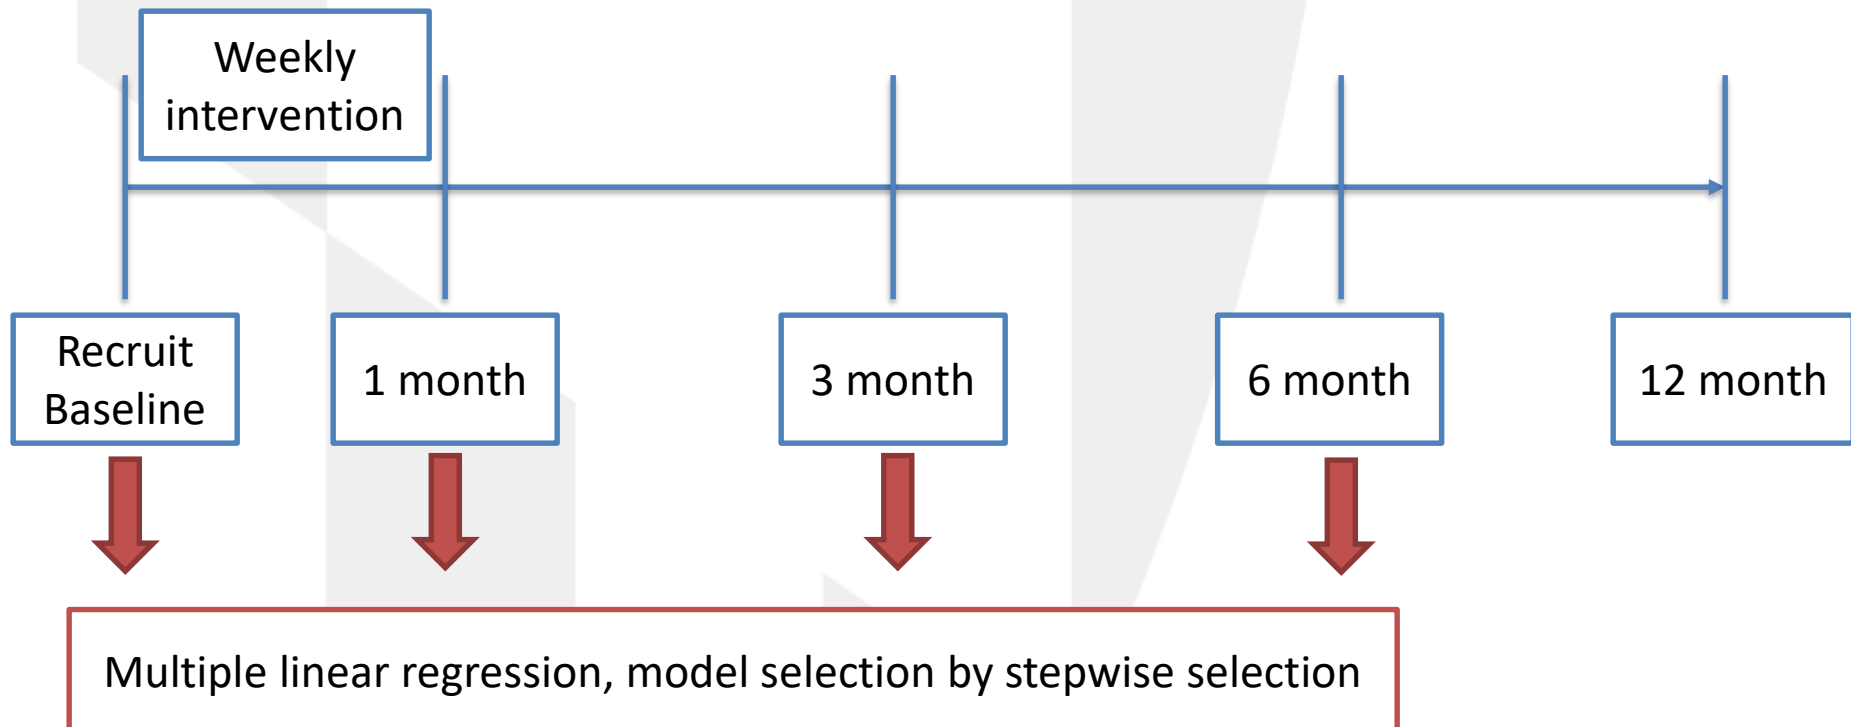 Weekly
intervention
Recruit
Baseline
1 month
3 month
6 month
12 month
Multiple linear regression, model selection by stepwise selection